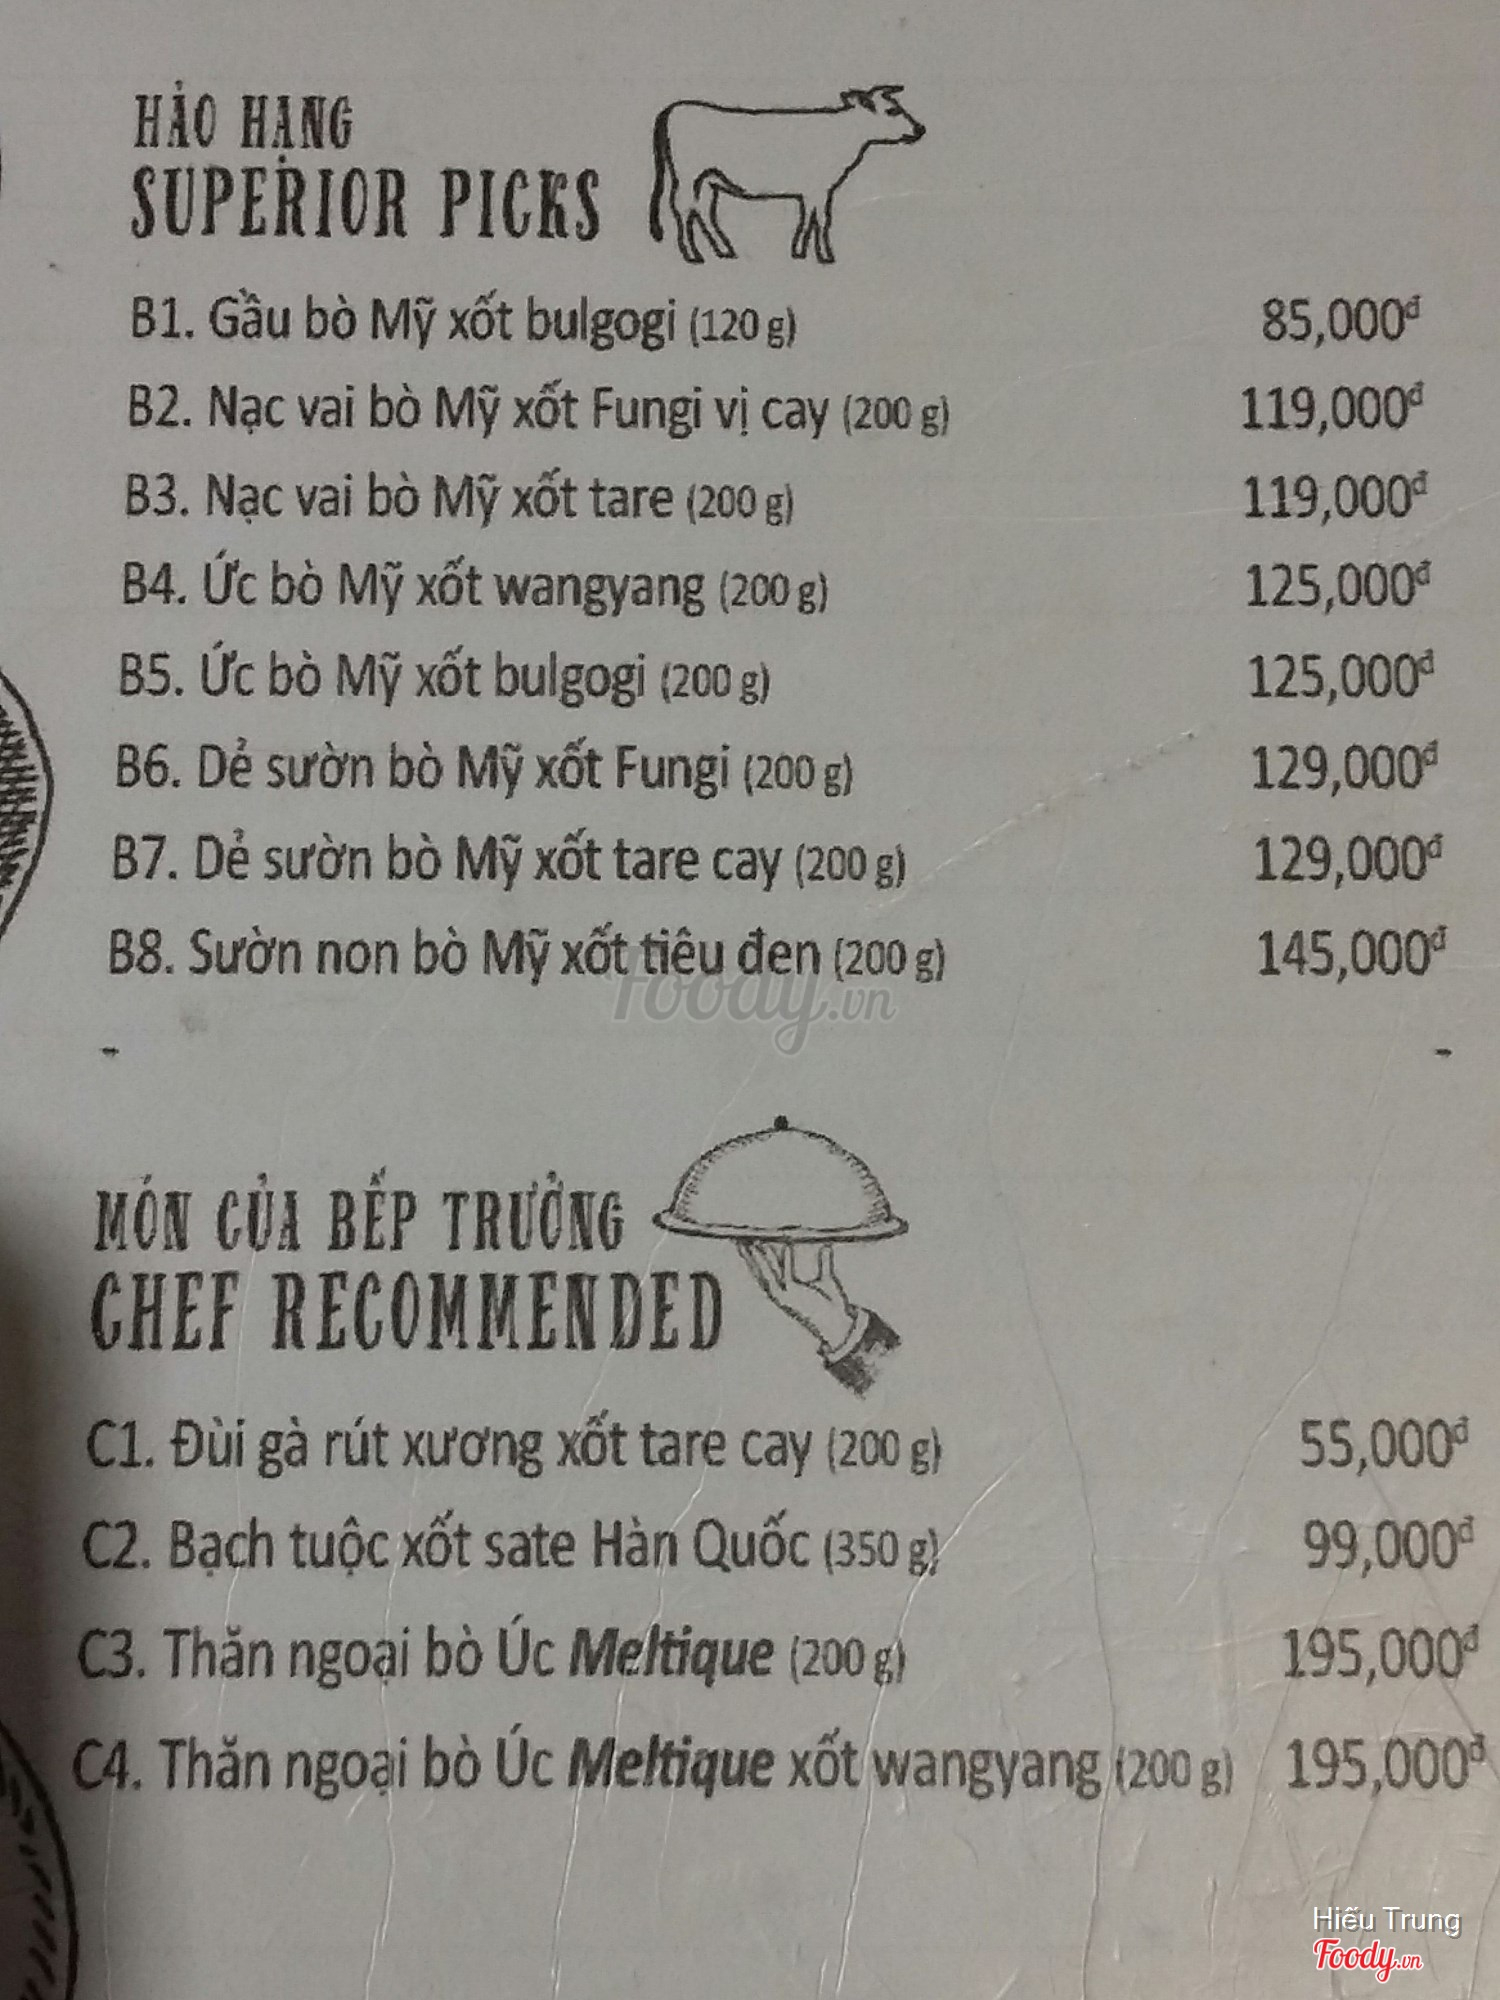 HẢO HẠNG
SUPERIOR PICKS
B1. Gầu bò Mỹ xốt bulgogi (120 g) 85,000đ
B2. Nạc vai bò Mỹ xốt Fungi vị cay (200 g) 119,000đ
B3. Nạc vai bò Mỹ xốt tare (200 g) 119,000đ
B4. Ức bò Mỹ xốt wangyang (200 g) 125,000đ
B5. Ức bò Mỹ xốt bulgogi (200 g) 125,000đ
B6. Dẻ sườn bò Mỹ xốt Fungi (200 g) 129,000đ
B7. Dẻ sườn bò Mỹ xốt tare cay (200 g) 129,000đ
B8. Sườn non bò Mỹ xốt tiêu đen (200 g) 145,000đ
Foody.vn
MÓN CỦA BẾP TRƯỞNG
CHEF RECOMMENDED
C1. Đùi gà rút xương xốt tare cay (200 g) 55,000đ
C2. Bạch tuộc xốt sate Hàn Quốc (350 g) 99,000đ
C3. Thăn ngoại bò Úc Meltique (200 g) 195,000đ
C4. Thăn ngoại bò Úc Meltique xốt wangyang (200 g) 195,000đ
Hiếu Trung
Foody.vn